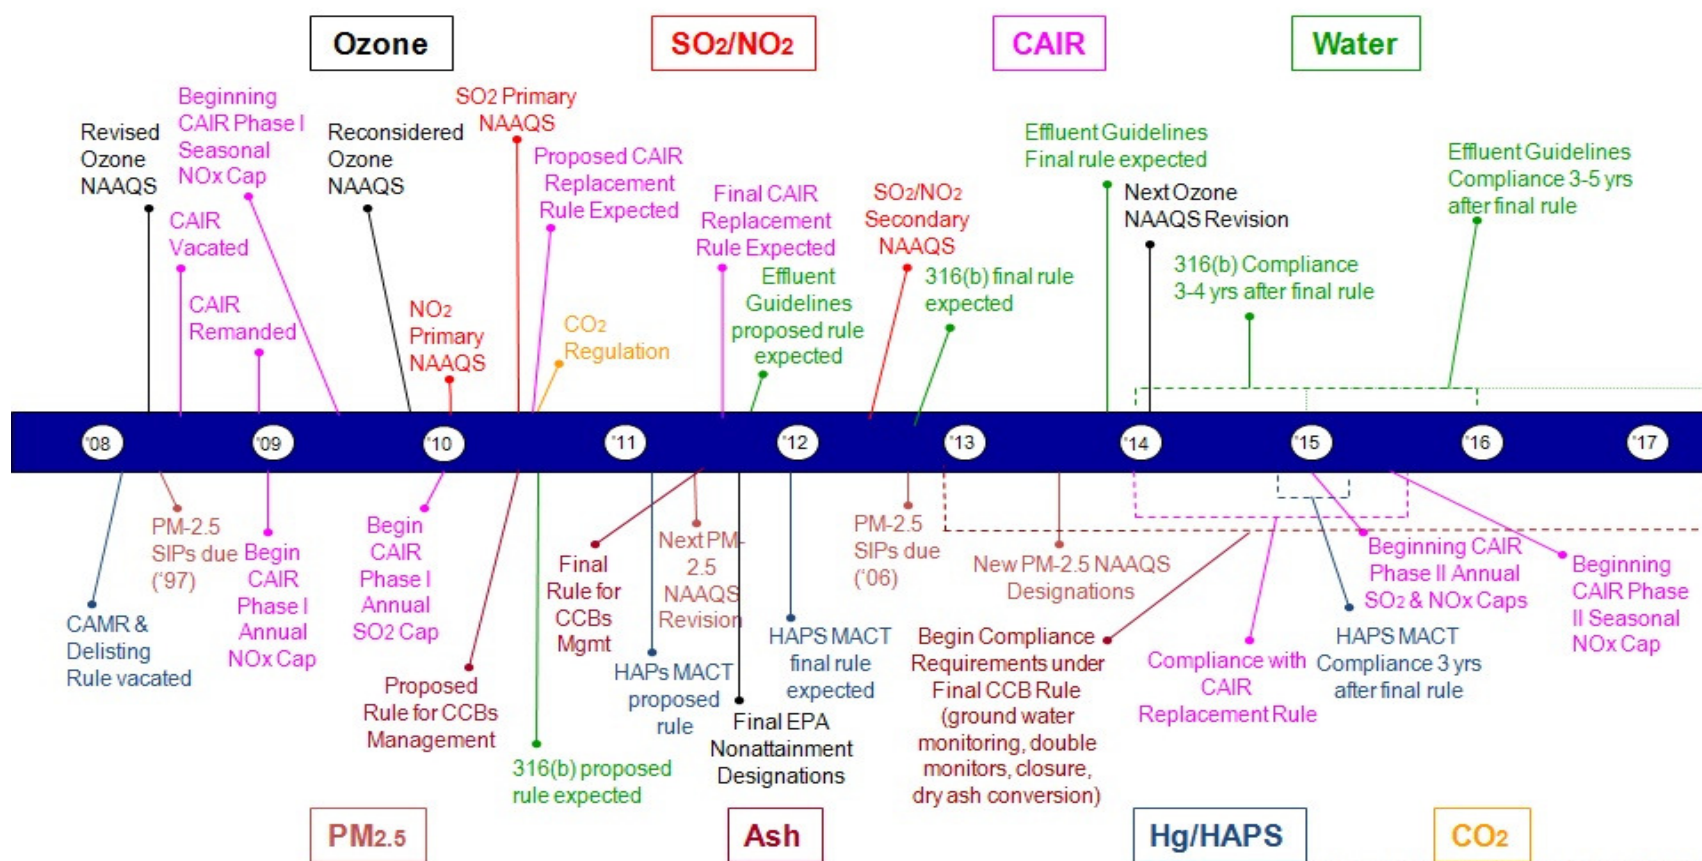 Ozone
SO2/NO2
CAIR
Water
Revised
Ozone
NAAQS
Beginning
CAIR Phase I
Seasonal
NOx Cap
CAIR
Vacated
CAIR
Remanded
Reconsidered
Ozone
NAAQS
NO2
Primary
NAAQS
SO2 Primary
NAAQS
Proposed CAIR
Replacement
Rule Expected
CO2
Regulation
Final CAIR
Replacement
Rule Expected
Effluent
Guidelines
proposed rule
expected
SO2/NO2
Secondary
NAAQS
316(b) final rule
expected
Effluent Guidelines
Final rule expected
Next Ozone
NAAQS Revision
316(b) Compliance
3-4 yrs after final rule
Effluent Guidelines
Compliance 3-5 yrs
after final rule
'08
'09
'10
'11
'12
'13
'14
'15
'16
'17
CAMR &
Delisting
Rule vacated
PM-2.5
SIPs due
('97)
Begin
CAIR
Phase I
Annual
NOx Cap
Begin
CAIR
Phase I
Annual
SO2 Cap
Proposed
Rule for CCBs
Management
316(b) proposed
rule expected
Final
Rule for
CCBs
Mgmt
HAPs MACT
proposed
rule
Next PM-
2.5
NAAQS
Revision
Final EPA
Nonattainment
Designations
HAPS MACT
final rule
expected
PM-2.5
SIPs due
('06)
New PM-2.5 NAAQS
Designations
Begin Compliance
Requirements under
Final CCB Rule
(ground water
monitoring, double
monitors, closure,
dry ash conversion)
Compliance with
CAIR
Replacement Rule
Beginning CAIR
Phase II Annual
SO2 & NOx Caps
HAPS MACT
Compliance 3 yrs
after final rule
Beginning
CAIR Phase
II Seasonal
NOx Cap
PM2.5
Ash
Hg/HAPS
CO2